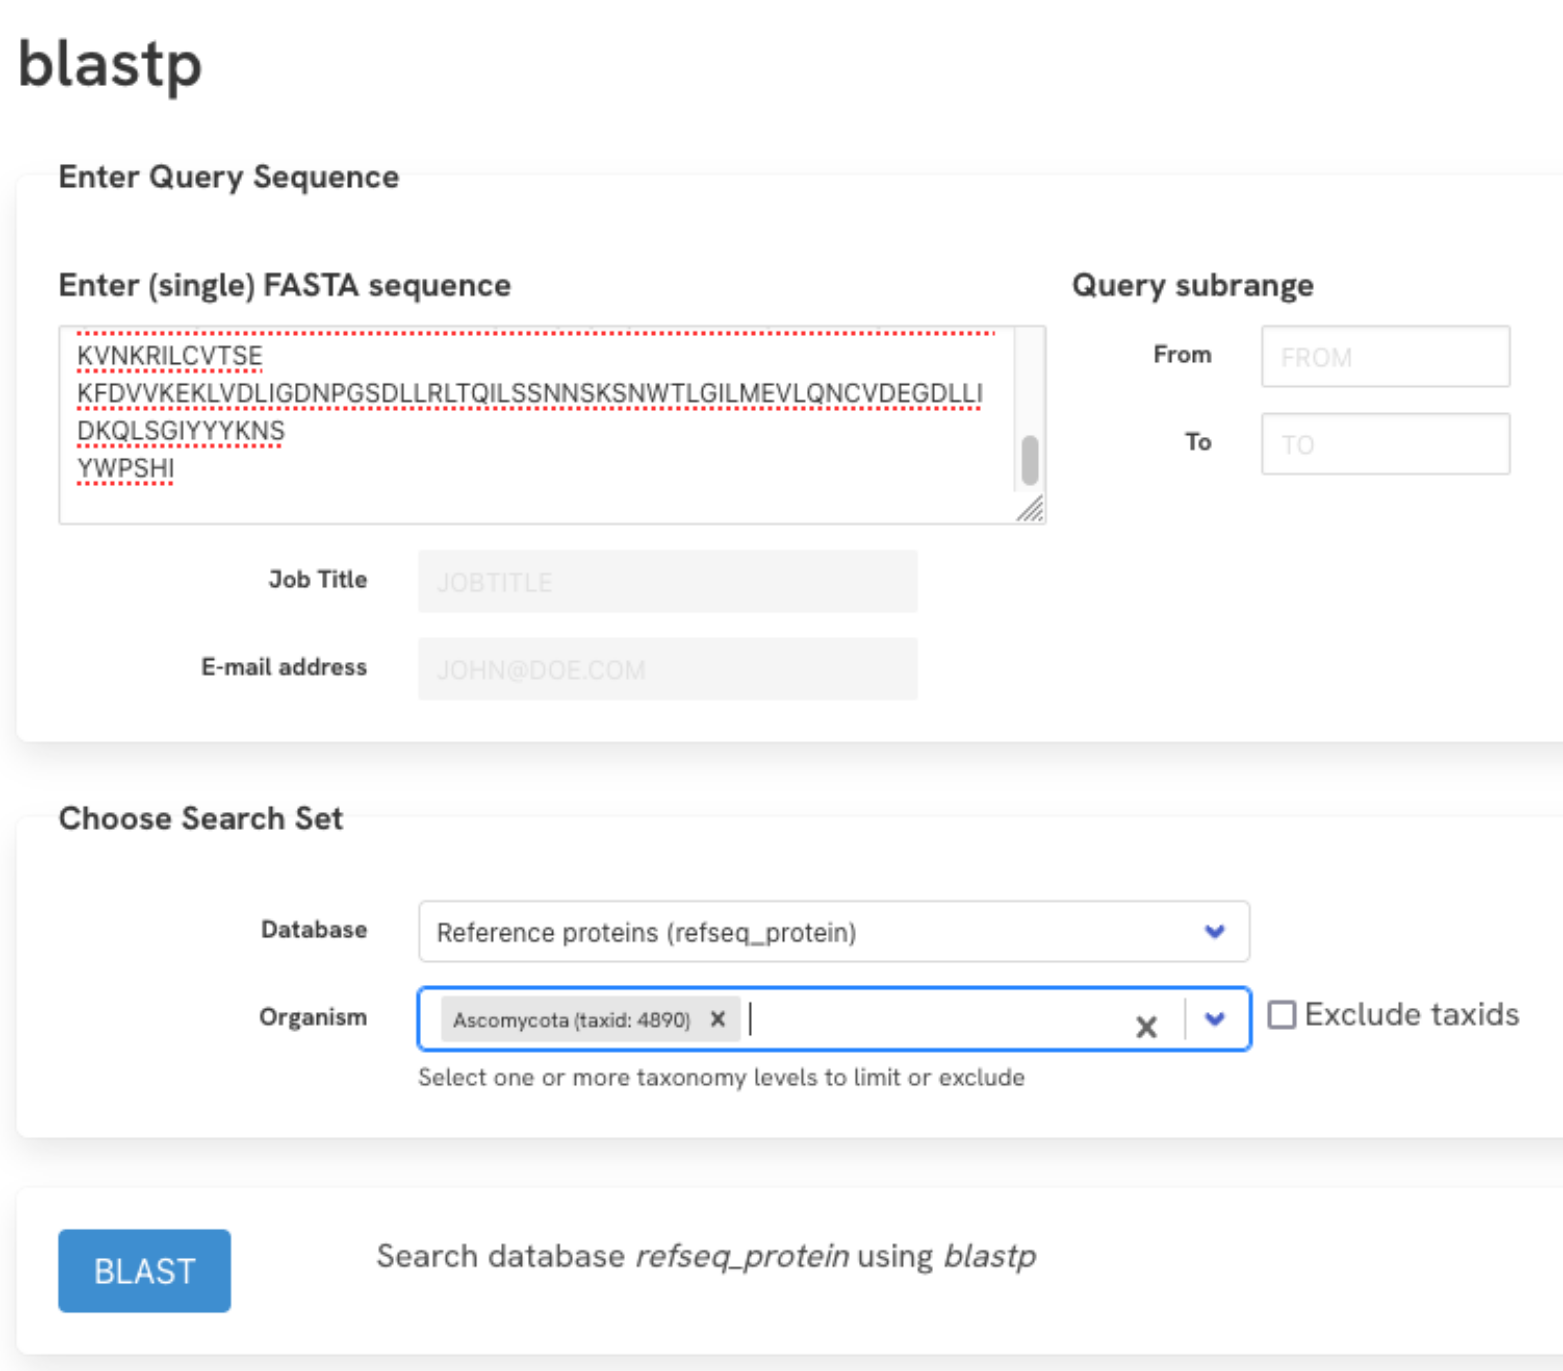 blastp
Enter Query Sequence
Enter (single) FASTA sequence
Query subrange
KVNKRILCVTSE
KFDVVKEKLVDLIGDNPGSDLLRLTQILSSNNSKSNWTLGILMEVLQNCVDEGDLLI
DKQLSGIYYYKNS
YWPSHI
From
FROM
To
TO
Job Title
JOBTITLE
E-mail address
JOHN@DOE.COM
Choose Search Set
Database
Reference proteins (refseq_protein)
Organism
Ascomycota (taxid: 4890)
Exclude taxids
Select one or more taxonomy levels to limit or exclude
BLAST
Search database refseq_protein using blastp